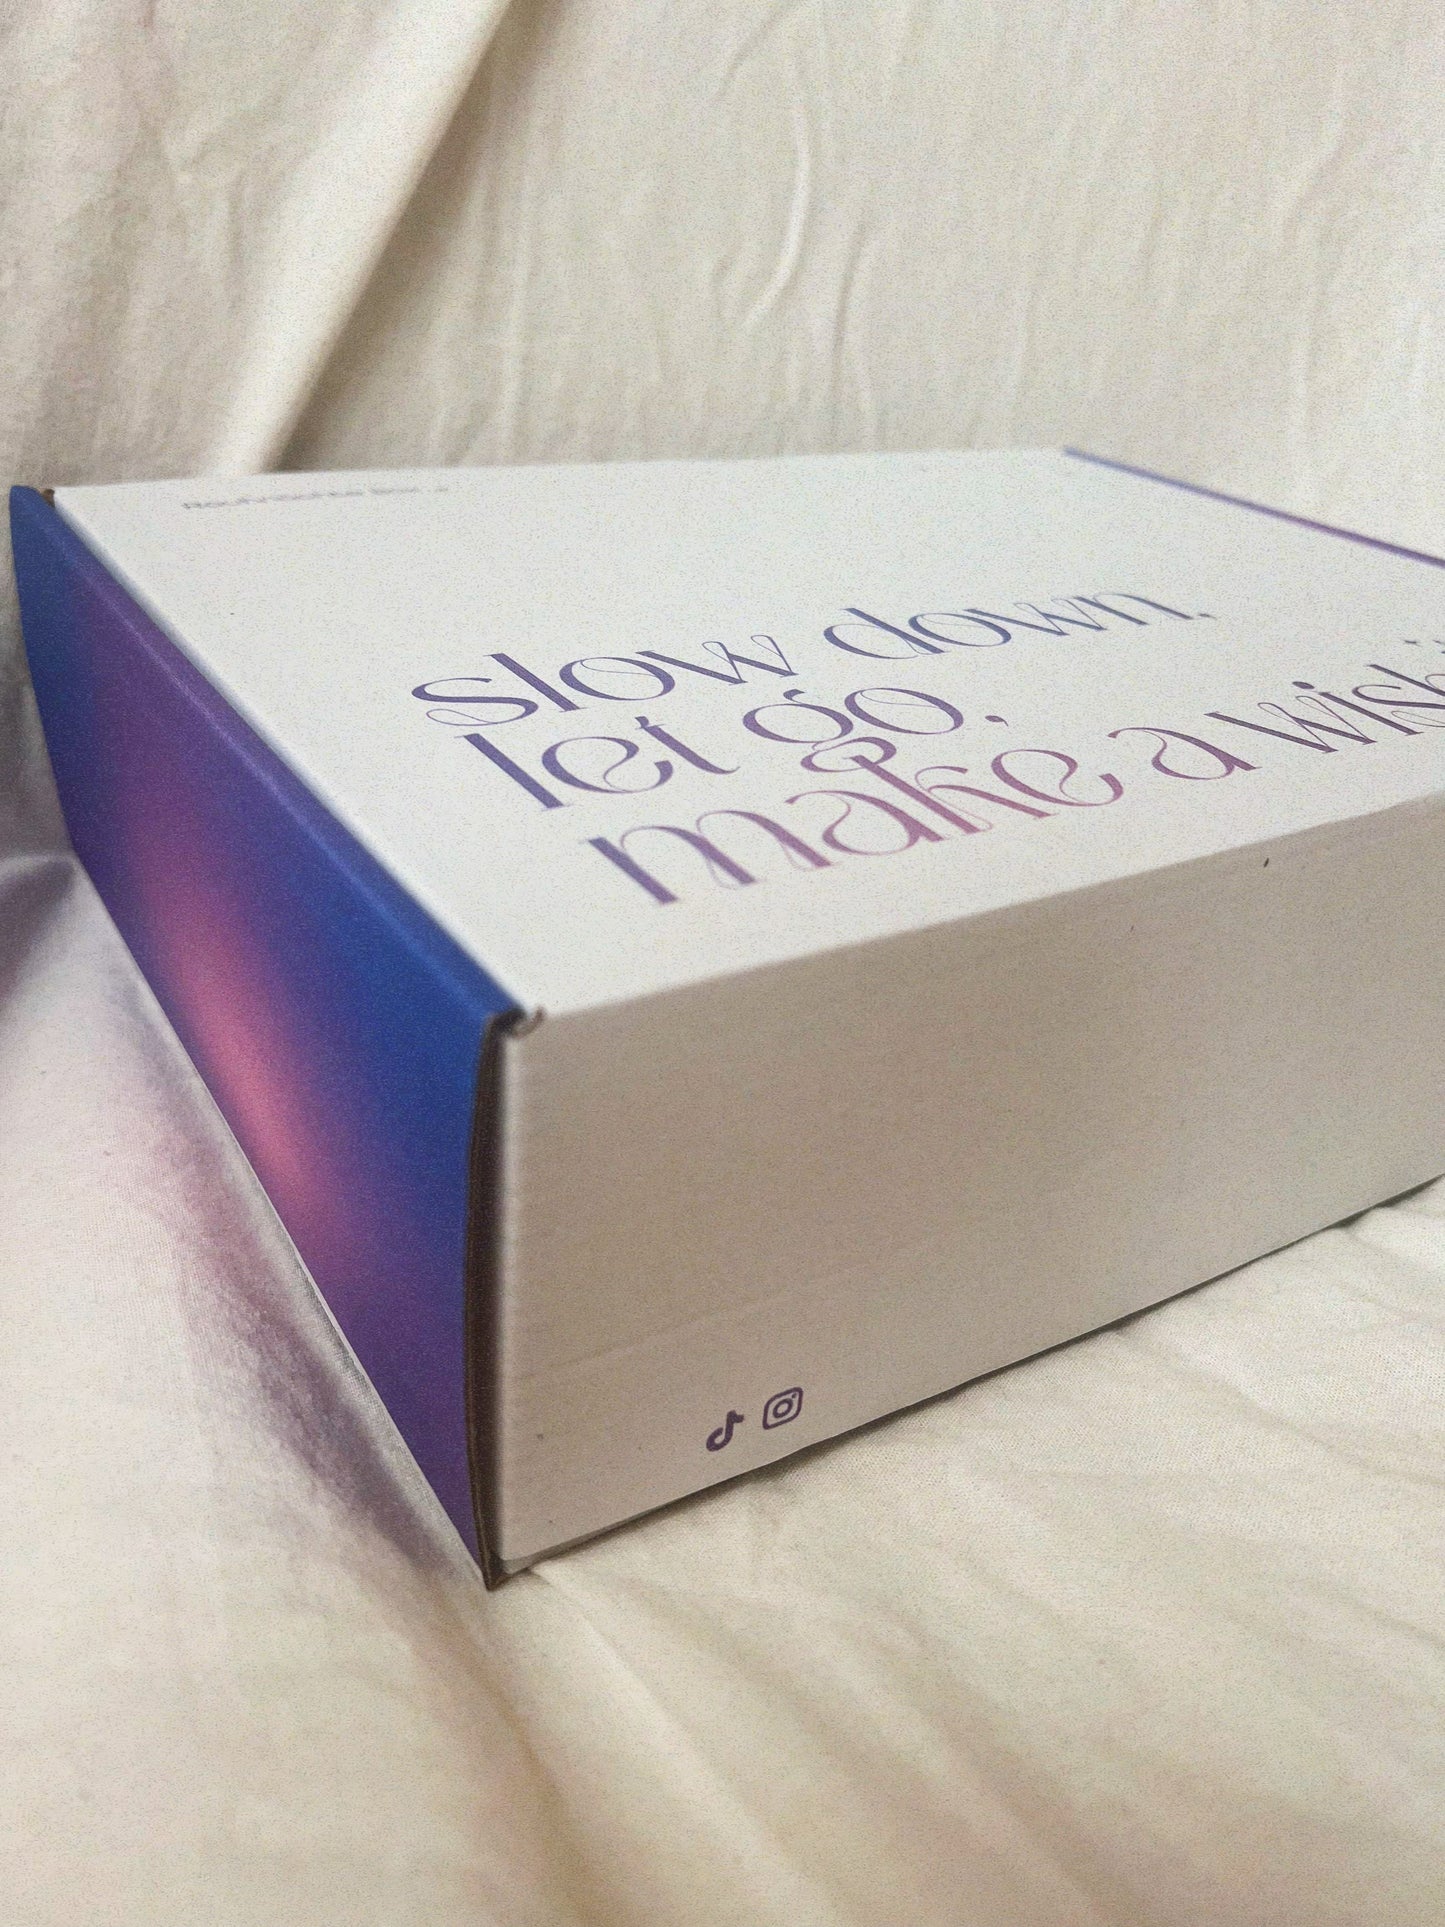 slow down.
let go.
make a wish